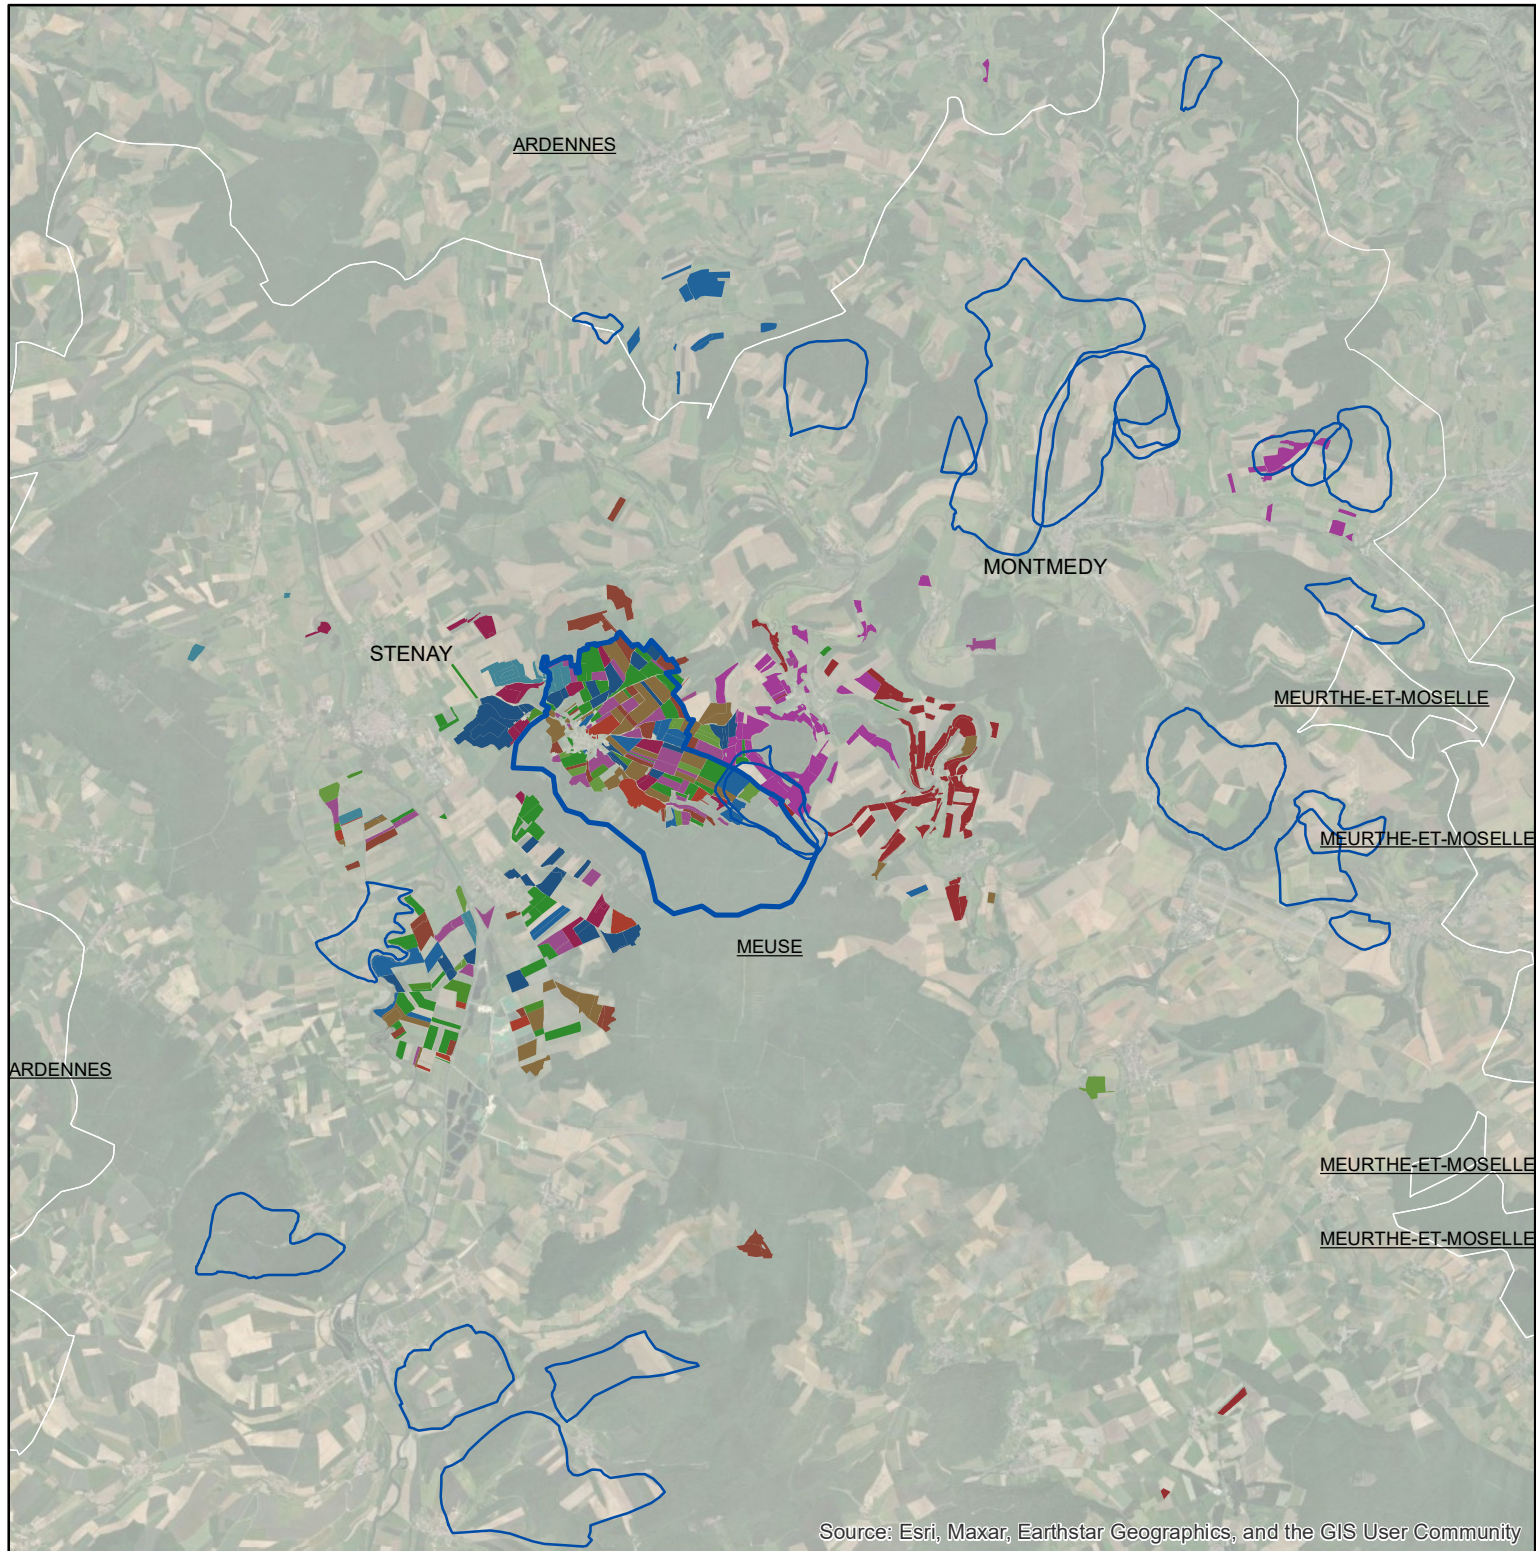 ARDENNES
MONTMEDY
STENAY
MEURTHE-ET-MOSELLE
MEURTHE-ET-MOSELLE
MEUSE
ARDENNES
MEURTHE-ET-MOSELLE
MEURTHE-ET-MOSELLE
Source: Esri, Maxar, Earthstar Geographics, and the GIS User Community